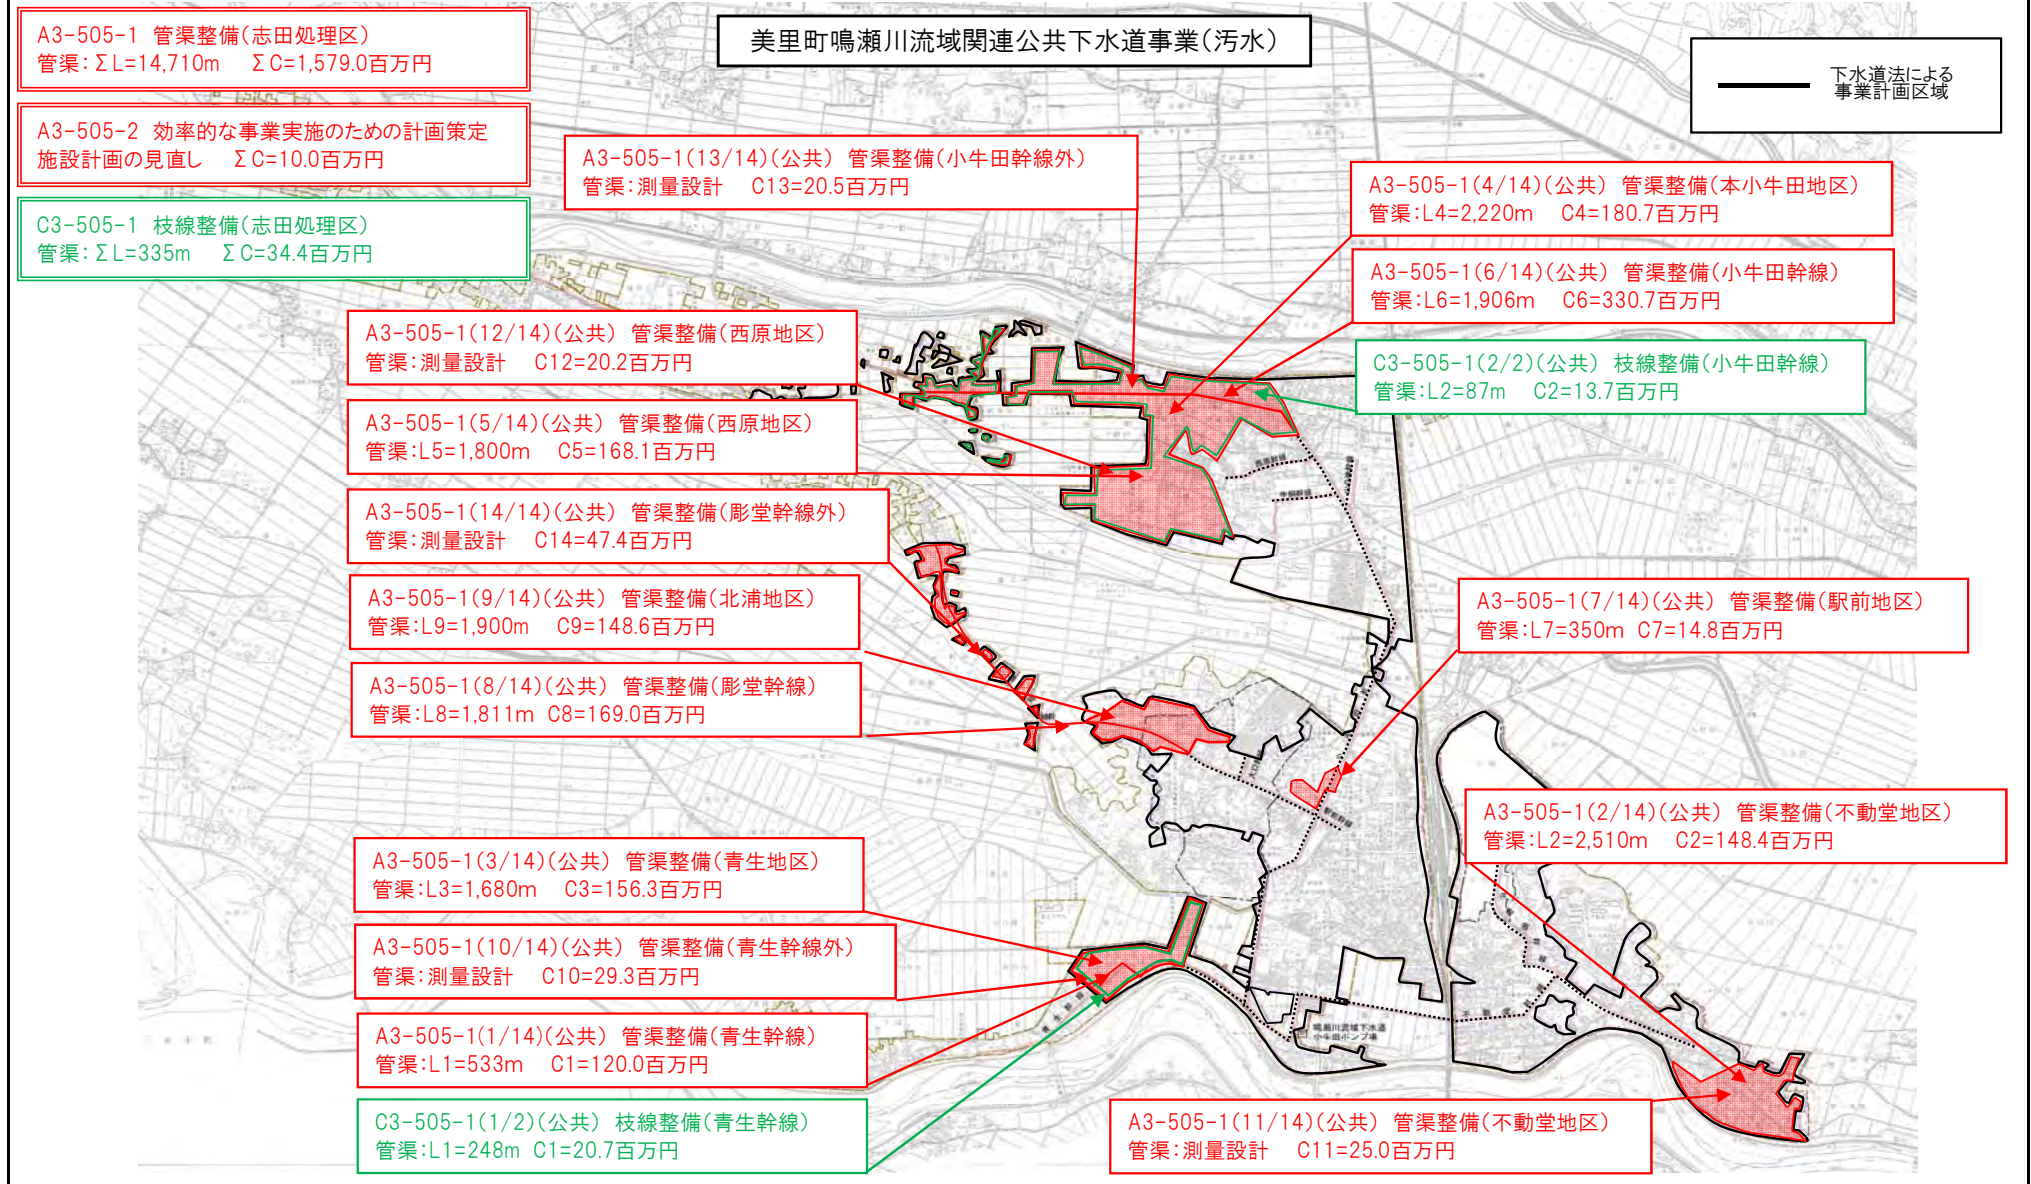 美里町鳴瀬川流域関連公共下水道事業(汚水)
A3-505-1 管渠整備(志田処理区)
管渠:ΣL=14,710m ΣC=1,579.0百万円
A3-505-2 効率的な事業実施のための計画策定
施設計画の見直し ΣC=10.0百万円
C3-505-1 枝線整備(志田処理区)
管渠:ΣL=335m ΣC=34.4百万円
下水道法による
事業計画区域
A3-505-1(13/14)(公共) 管渠整備(小牛田幹線外)
管渠:測量設計 C13=20.5百万円
A3-505-1(4/14)(公共) 管渠整備(本小牛田地区)
管渠:L4=2,220m C4=180.7百万円
A3-505-1(6/14)(公共) 管渠整備(小牛田幹線)
管渠:L6=1,906m C6=330.7百万円
C3-505-1(2/2)(公共) 枝線整備(小牛田幹線)
管渠:L2=87m C2=13.7百万円
A3-505-1(12/14)(公共) 管渠整備(西原地区)
管渠:測量設計 C12=20.2百万円
A3-505-1(5/14)(公共) 管渠整備(西原地区)
管渠:L5=1,800m C5=168.1百万円
A3-505-1(14/14)(公共) 管渠整備(彫堂幹線外)
管渠:測量設計 C14=47.4百万円
A3-505-1(9/14)(公共) 管渠整備(北浦地区)
管渠:L9=1,900m C9=148.6百万円
A3-505-1(8/14)(公共) 管渠整備(彫堂幹線)
管渠:L8=1,811m C8=169.0百万円
A3-505-1(7/14)(公共) 管渠整備(駅前地区)
管渠:L7=350m C7=14.8百万円
A3-505-1(2/14)(公共) 管渠整備(不動堂地区)
管渠:L2=2,510m C2=148.4百万円
A3-505-1(3/14)(公共) 管渠整備(青生地区)
管渠:L3=1,680m C3=156.3百万円
A3-505-1(10/14)(公共) 管渠整備(青生幹線外)
管渠:測量設計 C10=29.3百万円
A3-505-1(1/14)(公共) 管渠整備(青生幹線)
管渠:L1=533m C1=120.0百万円
C3-505-1(1/2)(公共) 枝線整備(青生幹線)
管渠:L1=248m C1=20.7百万円
A3-505-1(11/14)(公共) 管渠整備(不動堂地区)
管渠:測量設計 C11=25.0百万円
鳴瀬川流域下水道
小牛田ポンプ場
青生幹線